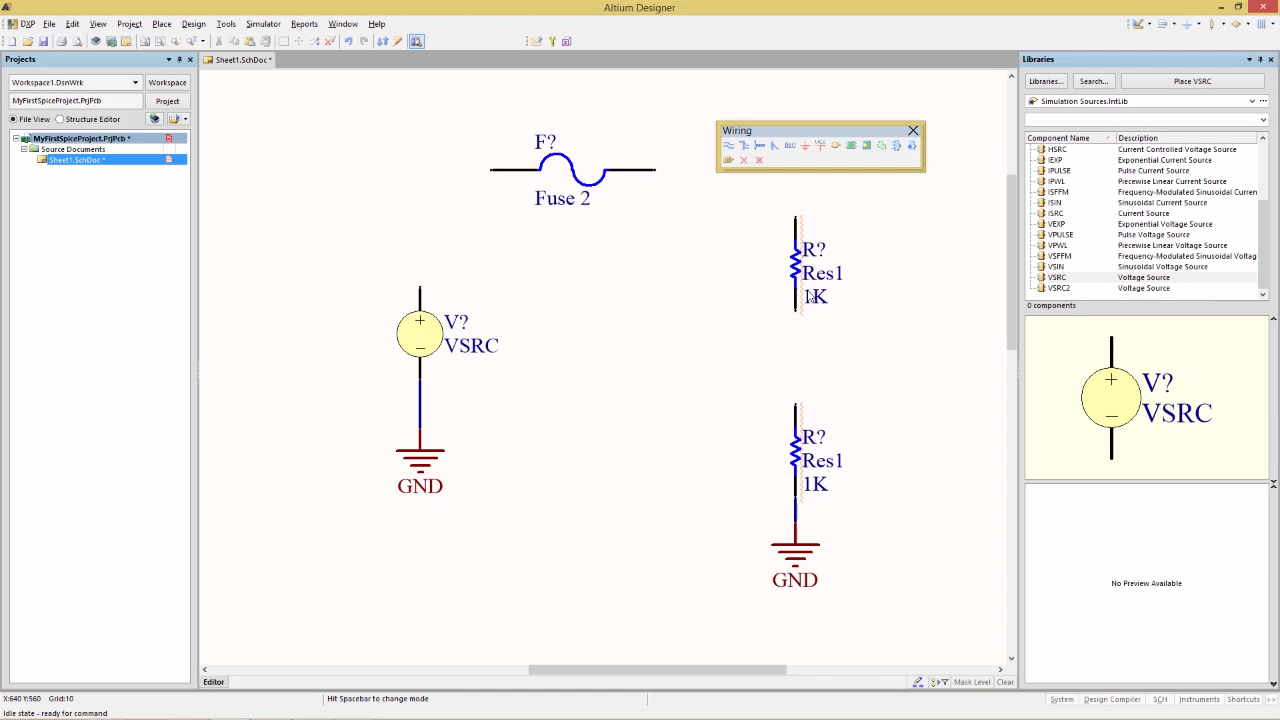 Altium Designer
DXP File Edit View Project Place Design Tools Simulator Reports Window Help
Projects
Workspace1.DsnWrk Workspace
MyFirstSpiceProject.PrjPcb Project
File View Structure Editor
MyFirstSpiceProject.PrjPcb *
Source Documents
Sheet1.SchDoc *
Sheet1.SchDoc *
F?
Fuse 2
Wiring
VCC
R?
Res1
1K
V?
VSRC
GND
R?
Res1
1K
GND
Libraries
Libraries... Search... Place VSRC
Simulation Sources.IntLib
Component Name / Description
HSRC Current Controlled Voltage Source
IEXP Exponential Current Source
IPULSE Pulse Current Source
IPWL Piecewise Linear Current Source
ISFFM Frequency-Modulated Sinusoidal Curren
ISIN Sinusoidal Current Source
ISRC Current Source
VEXP Exponential Voltage Source
VPULSE Pulse Voltage Source
VPWL Piecewise Linear Voltage Source
VSFFM Frequency-Modulated Sinusoidal Voltag
VSIN Sinusoidal Voltage Source
VSRC Voltage Source
VSRC2 Voltage Source
0 components
V?
VSRC
No Preview Available
Editor Mask Level Clear
X:640 Y:560 Grid:10 Hit Spacebar to change mode System Design Compiler SCH Instruments Shortcuts >>
Idle state - ready for command